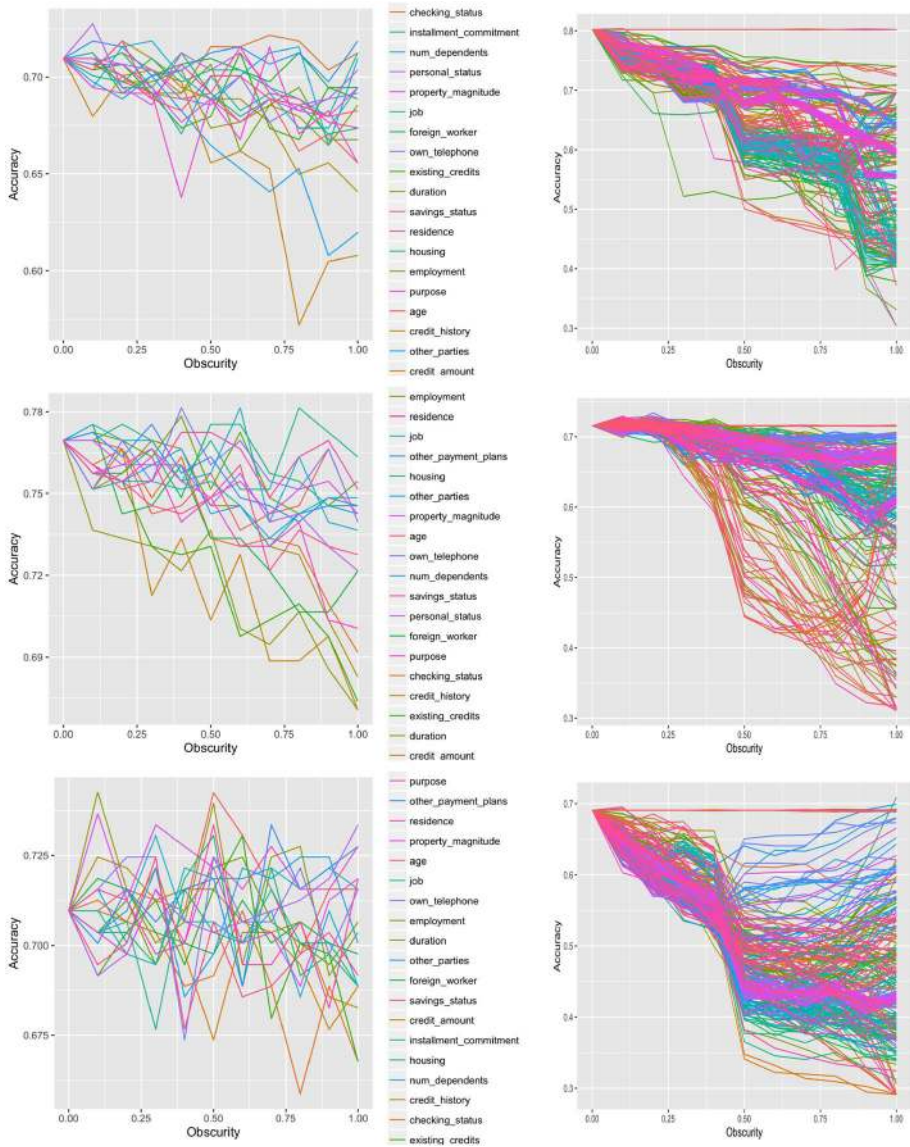 0.70
0.65
0.60
Accuracy
0.00
0.25
0.50
0.75
1.00
Obscurity
checking_status
installment_commitment
num_dependents
personal_status
property_magnitude
job
foreign_worker
own_telephone
existing_credits
duration
savings_status
residence
housing
employment
purpose
age
credit_history
other_parties
credit_amount
0.8
0.7
0.6
0.5
0.4
0.3
Accuracy
0.00
0.25
0.50
0.75
1.00
Obscurity
0.78
0.75
0.72
0.69
Accuracy
0.00
0.25
0.50
0.75
1.00
Obscurity
employment
residence
job
other_payment_plans
housing
other_parties
property_magnitude
age
own_telephone
num_dependents
savings_status
personal_status
foreign_worker
purpose
checking_status
credit_history
existing_credits
duration
credit_amount
0.7
0.6
0.5
0.4
0.3
Accuracy
0.00
0.25
0.50
0.75
1.00
Obscurity
0.725
0.700
0.675
Accuracy
0.00
0.25
0.50
0.75
1.00
Obscurity
purpose
other_payment_plans
residence
property_magnitude
age
job
own_telephone
employment
duration
other_parties
foreign_worker
savings_status
credit_amount
installment_commitment
housing
num_dependents
credit_history
checking_status
existing_credits
0.7
0.6
0.5
0.4
0.3
Accuracy
0.00
0.25
0.50
0.75
1.00
Obscurity